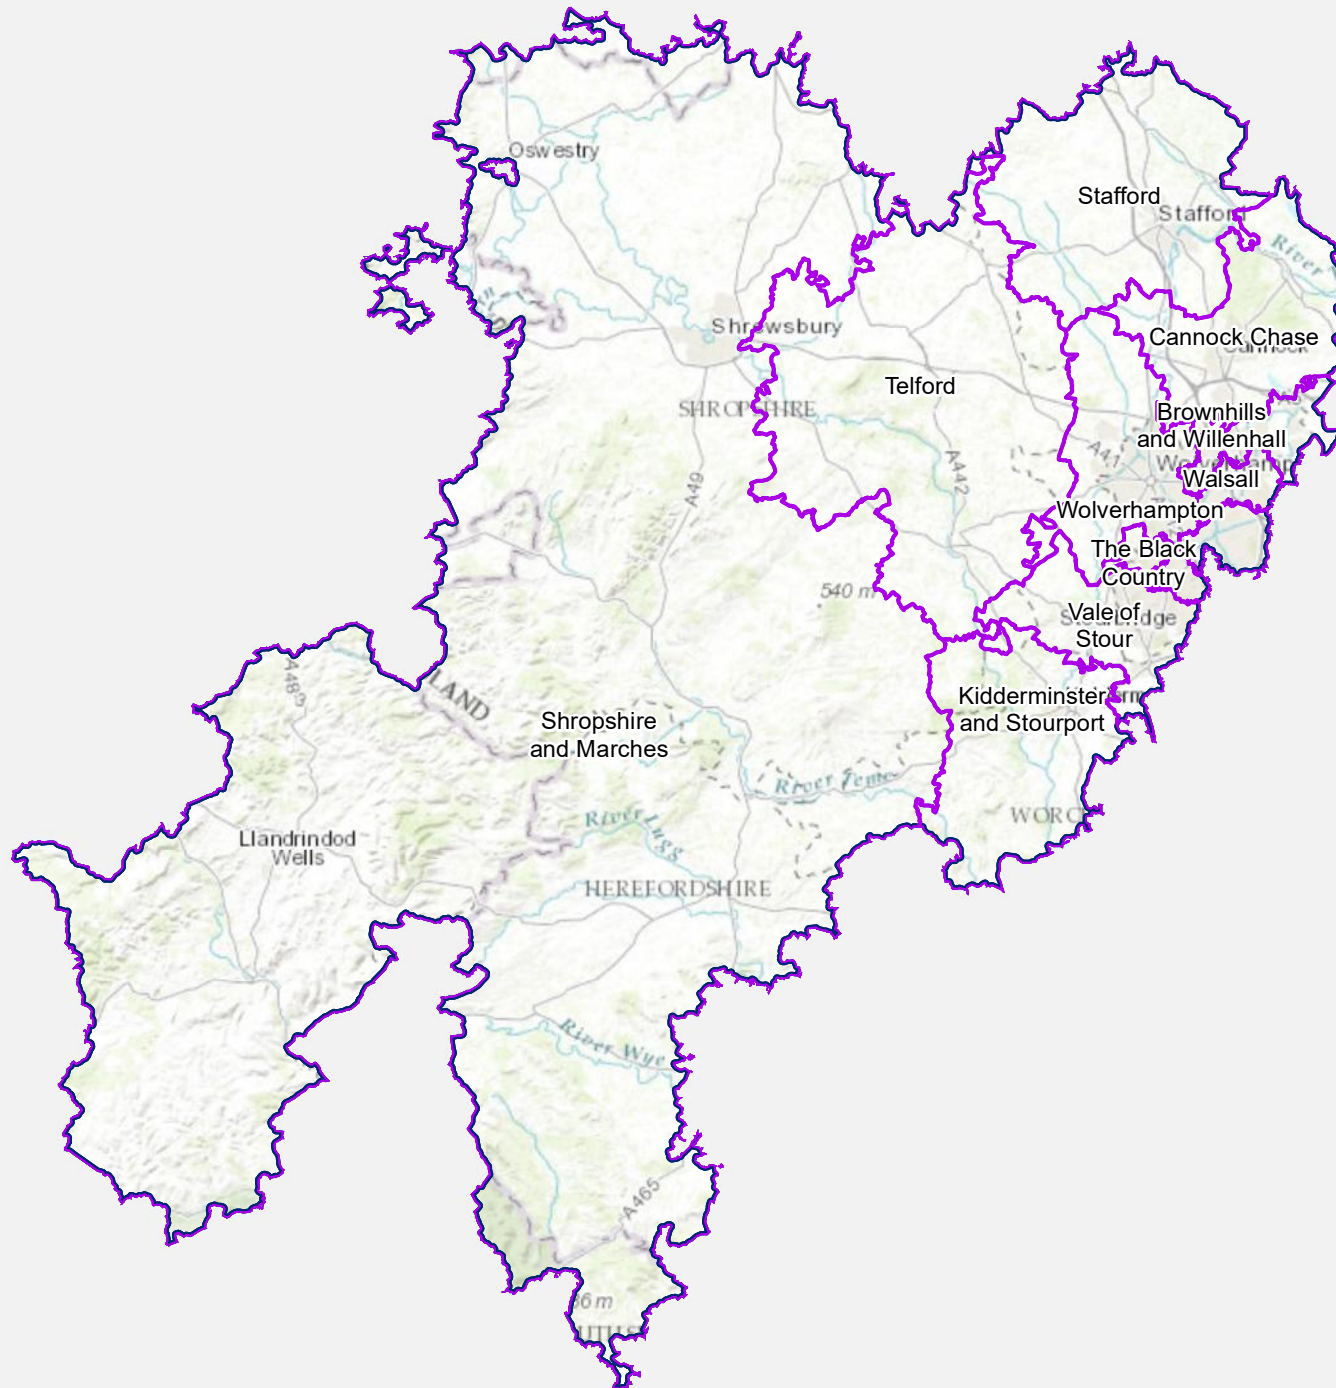 Oswestry
Stafford
Stafford
River
Shrewsbury
Cannock Chase
Cannock
Telford
SHROPSHIRE
Brownhills
and Willenhall
A41
A442
A49
Walsall
Wolverhampton
The Black
Country
540 m
Vale of
Stour
Kidderminster
and Stourport
A483
Shropshire
and Marches
River Teme
River Lugg
Llandrindod
Wells
HEREFORDSHIRE
River Wye
A465